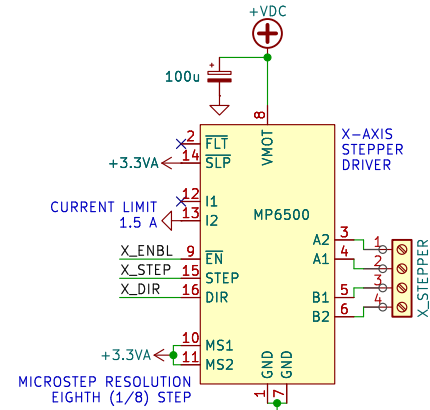 +VDC
100u
8
VMOT
X-AXIS
STEPPER
DRIVER
2
FLT
+3.3VA
14
SLP
12
I1
CURRENT LIMIT
1.5 A
13
I2
MP6500
X_ENBL
9
EN
X_STEP
15
STEP
X_DIR
16
DIR
A2
3
1
A1
4
2
B1
5
3
B2
6
4
X_STEPPER
10
MS1
+3.3VA
11
MS2
MICROSTEP RESOLUTION
EIGHTH (1/8) STEP
GND
GND
1
7